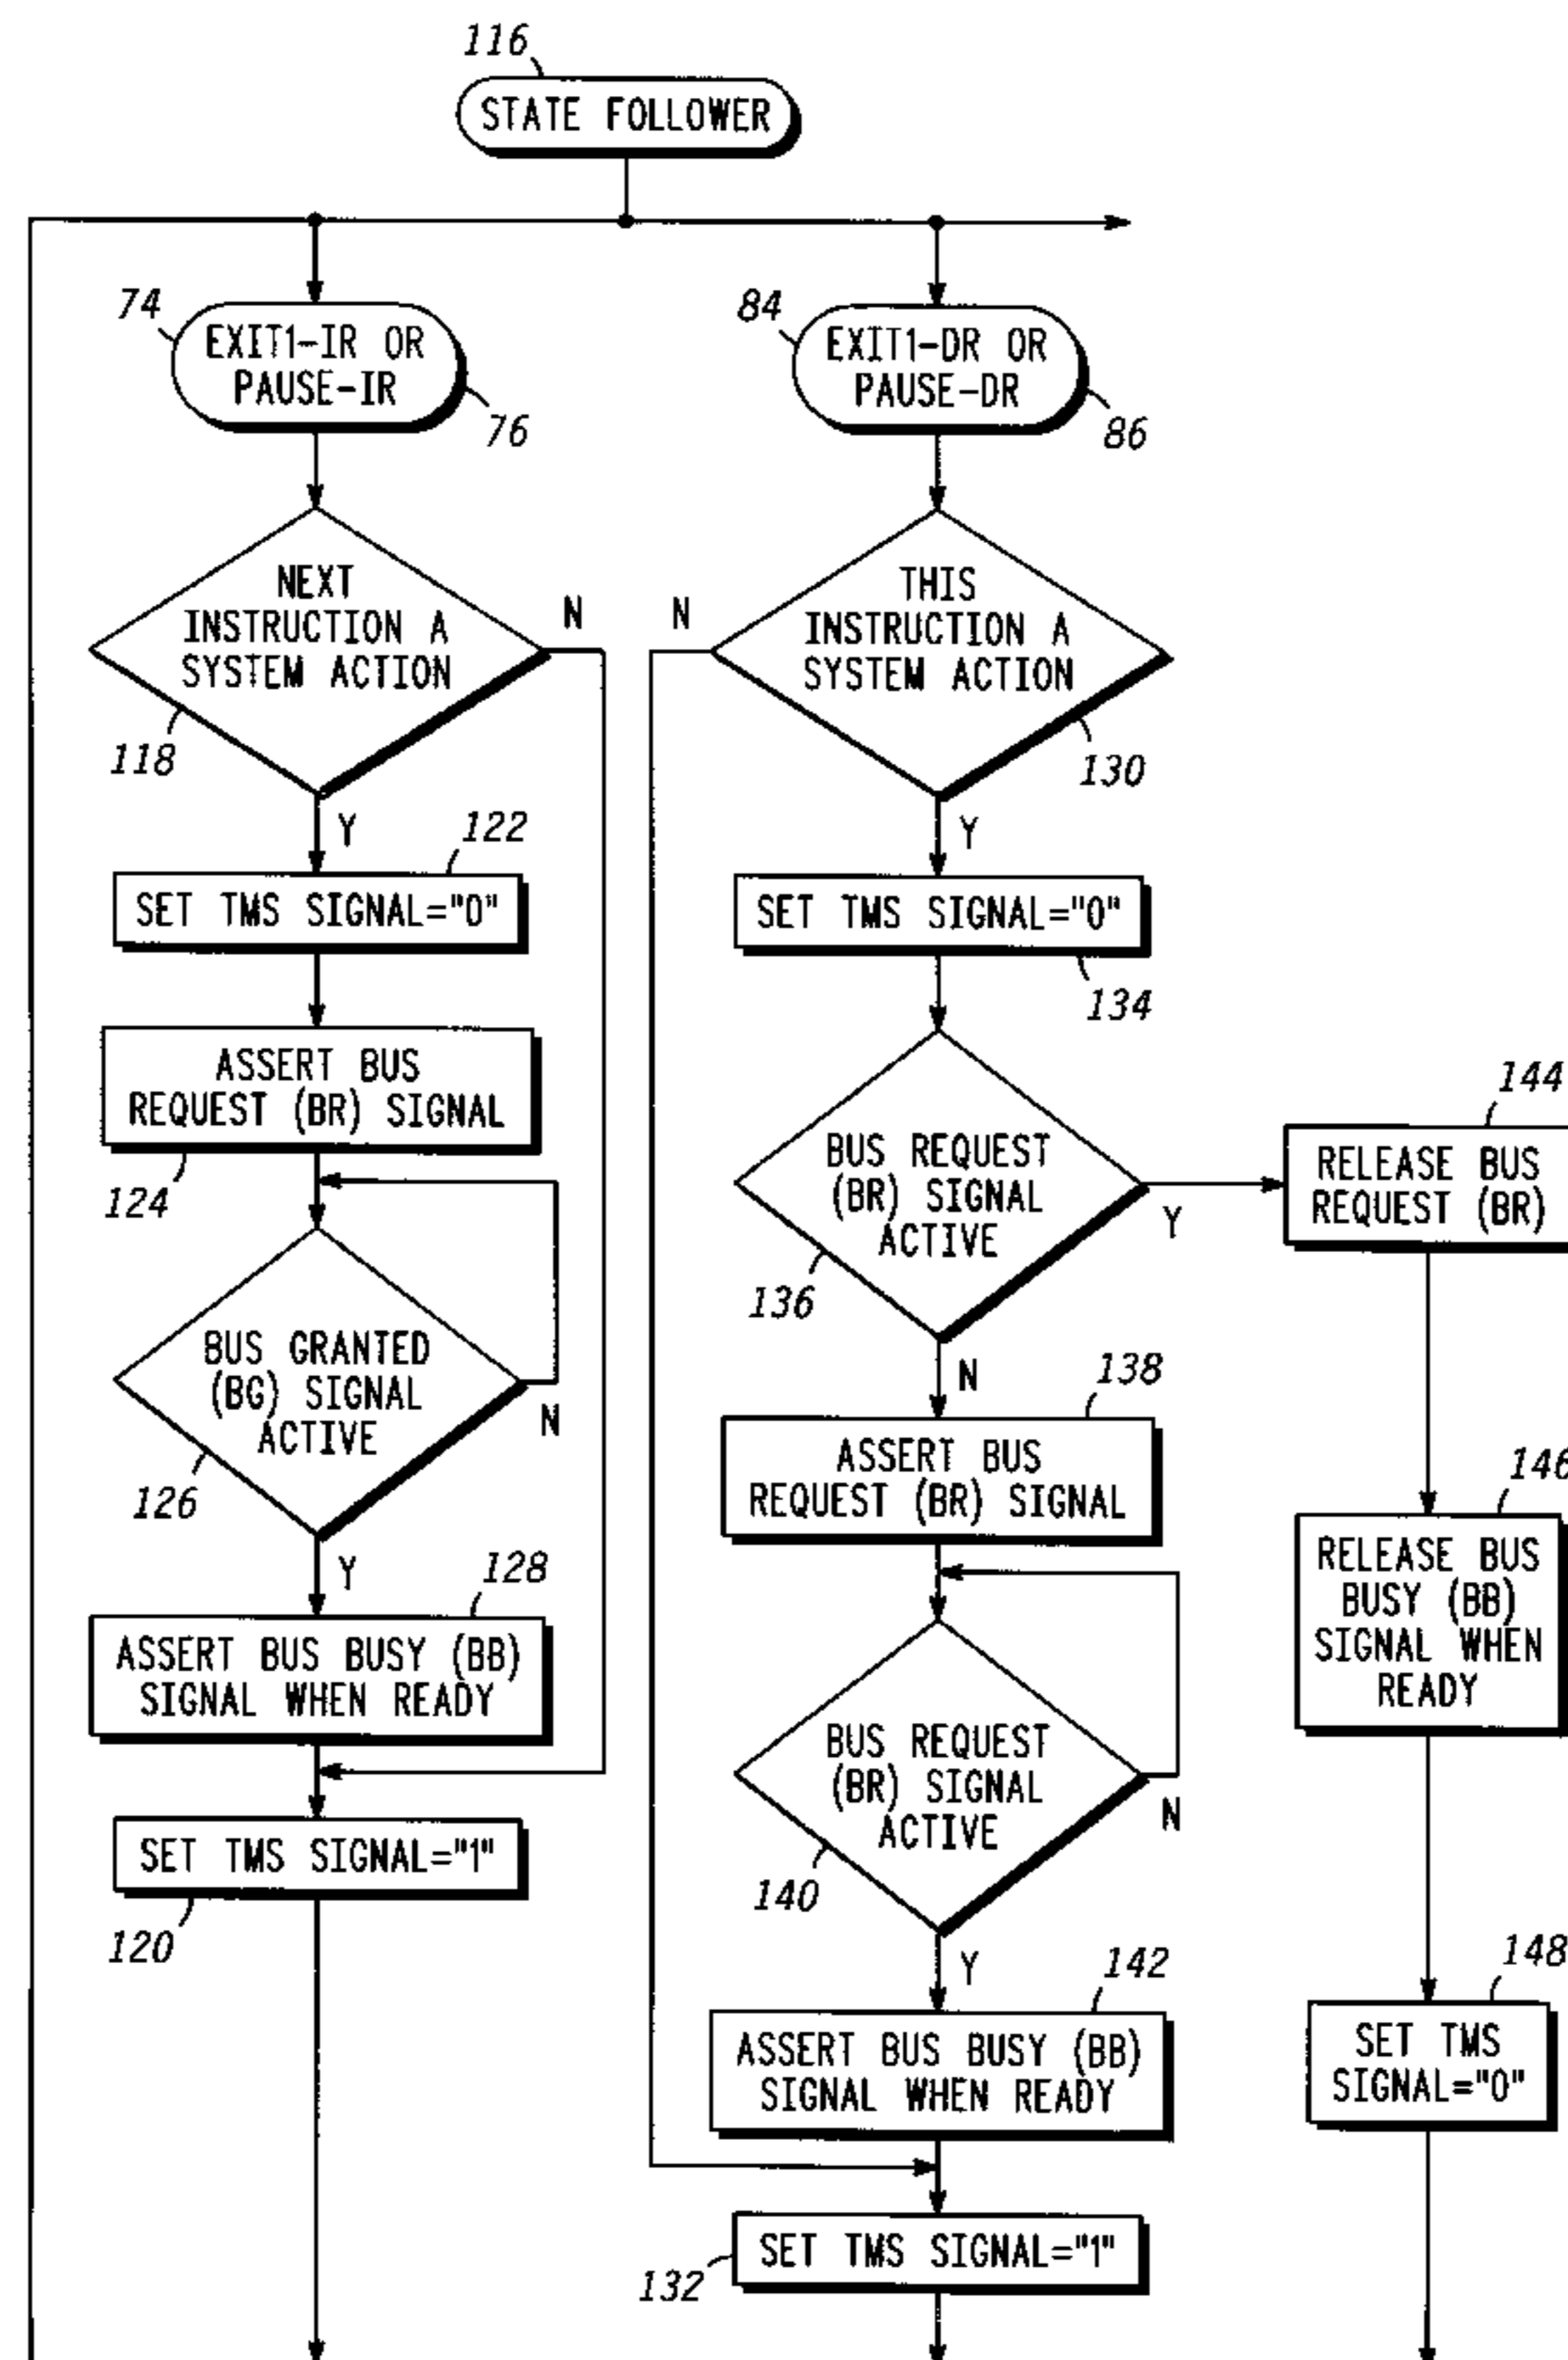 116
STATE FOLLOWER
74
EXIT1-IR OR
PAUSE-IR
76
NEXT
INSTRUCTION A
SYSTEM ACTION
N
118
Y
122
SET TMS SIGNAL="0"
ASSERT BUS
REQUEST (BR) SIGNAL
124
BUS GRANTED
(BG) SIGNAL
ACTIVE
N
126
Y
128
ASSERT BUS BUSY (BB)
SIGNAL WHEN READY
SET TMS SIGNAL="1"
120
84
EXIT1-DR OR
PAUSE-DR
86
N
THIS
INSTRUCTION A
SYSTEM ACTION
130
Y
SET TMS SIGNAL="0"
134
BUS REQUEST
(BR) SIGNAL
ACTIVE
Y
136
N
138
ASSERT BUS
REQUEST (BR) SIGNAL
BUS REQUEST
(BR) SIGNAL
ACTIVE
N
140
Y
142
ASSERT BUS BUSY (BB)
SIGNAL WHEN READY
SET TMS SIGNAL="1"
132
144
RELEASE BUS
REQUEST (BR)
146
RELEASE BUS
BUSY (BB)
SIGNAL WHEN
READY
148
SET TMS
SIGNAL="0"